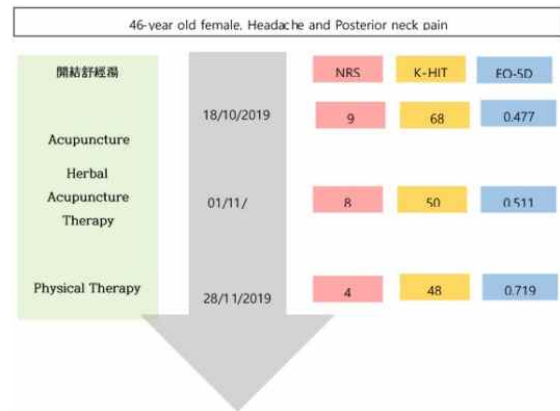 46-year old female. Headache and Posterior neck pain
開結舒經湯
NRS
K-HIT
EQ-5D
18/10/2019
9
68
0.477
Acupuncture
Herbal
Acupuncture
Therapy
01/11/
8
50
0.511
Physical Therapy
28/11/2019
4
48
0.719